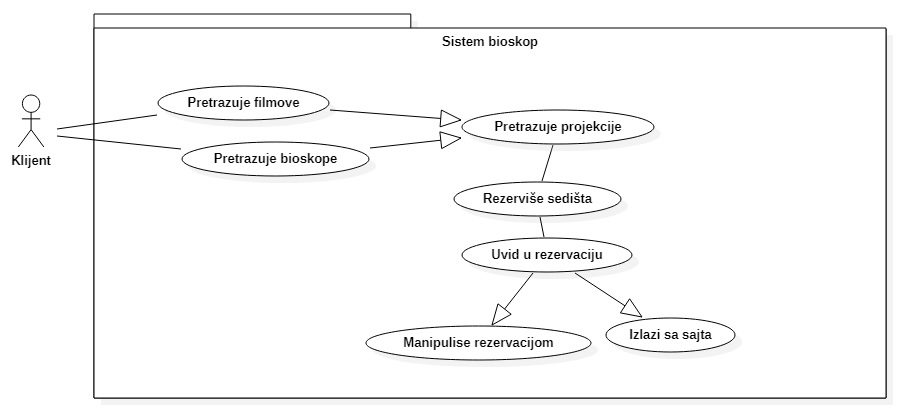 Sistem bioskop
Pretrazuje filmove
Pretrazuje projekcije
Klijent
Pretrazuje bioskope
Rezerviše sedišta
Uvid u rezervaciju
Manipulise rezervacijom
Izlazi sa sajta